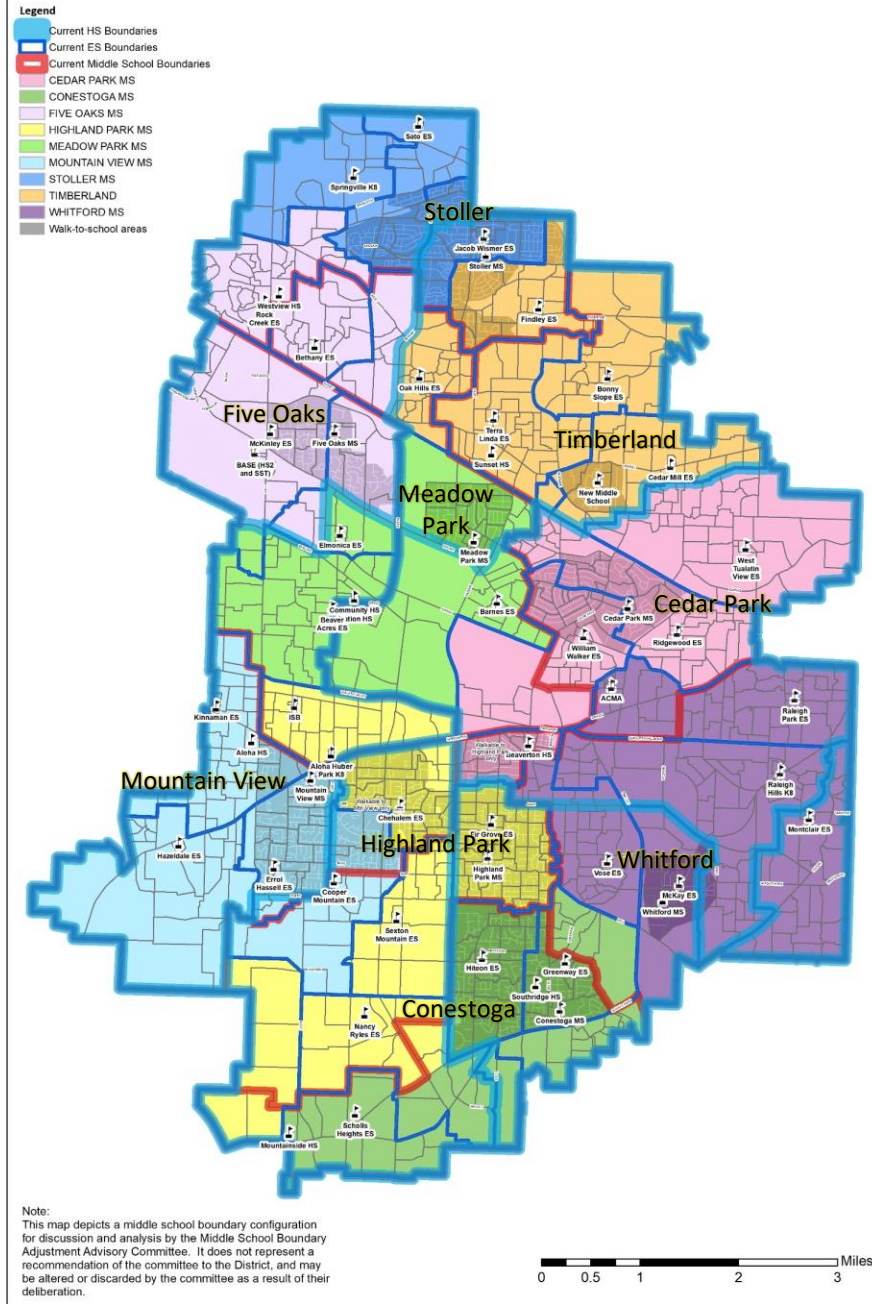 Legend
Current HS Boundaries
Current ES Boundaries
Current Middle School Boundaries
CEDAR PARK MS
CONESTOGA MS
FIVE OAKS MS
HIGHLAND PARK MS
MEADOW PARK MS
MOUNTAIN VIEW MS
STOLLER MS
TIMBERLAND
WHITFORD MS
Walk-to-school areas
Sato ES
Springville K8
Stoller
Jacob Wismer ES
Stoller MS
Westview HS
Rock
Creek ES
Findley ES
Bethany ES
Oak Hills ES
Bonny
Slope ES
Five Oaks
McKinley ES
Five Oaks MS
BASE (HS2
and SST)
Terra
Linda ES
Sunset HS
Timberland
Cedar Mill ES
New Middle
School
Meadow
Park
Elmonica ES
Meadow
Park MS
West
Tualatin
View ES
Cedar Park
Community HS
Beaver
Acres ES
tion HS
Barnes ES
Cedar Park MS
William
Walker ES
Ridgewood ES
ACMA
Kinnaman ES
ISB
Raleigh
Park ES
Aloha HS
Aloha Huber
Park K8
Walkable to
Highland Park
only
Beaverton HS
Mountain View
Mountain
View MS
Raleigh
Hills K8
Chehalem ES
Highland Park
Fir Grove ES
Montclair ES
Hazeldale ES
Whitford
Errol
Hassell ES
Cooper
Mountain ES
Highland
Park MS
Vose ES
McKay ES
Whitford MS
Sexton
Mountain ES
Hiteon ES
Greenway ES
Southridge HS
Conestoga
Conestoga MS
Nancy
Ryles ES
Scholls
Heights ES
Mountainside HS
Note:
This map depicts a middle school boundary configuration
for discussion and analysis by the Middle School Boundary
Adjustment Advisory Committee. It does not represent a
recommendation of the committee to the District, and may
be altered or discarded by the committee as a result of their
deliberation.
Miles
0 0.5 1 2 3